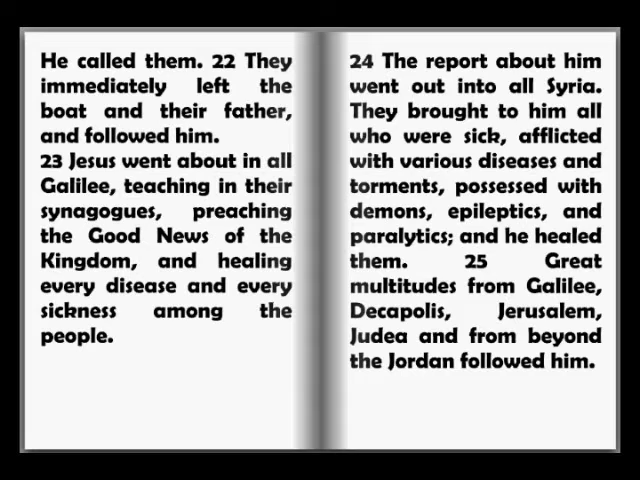 He called them. 22 They
immediately left the
boat and their father,
and followed him.
23 Jesus went about in all
Galilee, teaching in their
synagogues, preaching
the Good News of the
Kingdom, and healing
every disease and every
sickness among the
people.
24 The report about him
went out into all Syria.
They brought to him all
who were sick, afflicted
with various diseases and
torments, possessed with
demons, epileptics, and
paralytics; and he healed
them. 25 Great
multitudes from Galilee,
Decapolis, Jerusalem,
Judea and from beyond
the Jordan followed him.